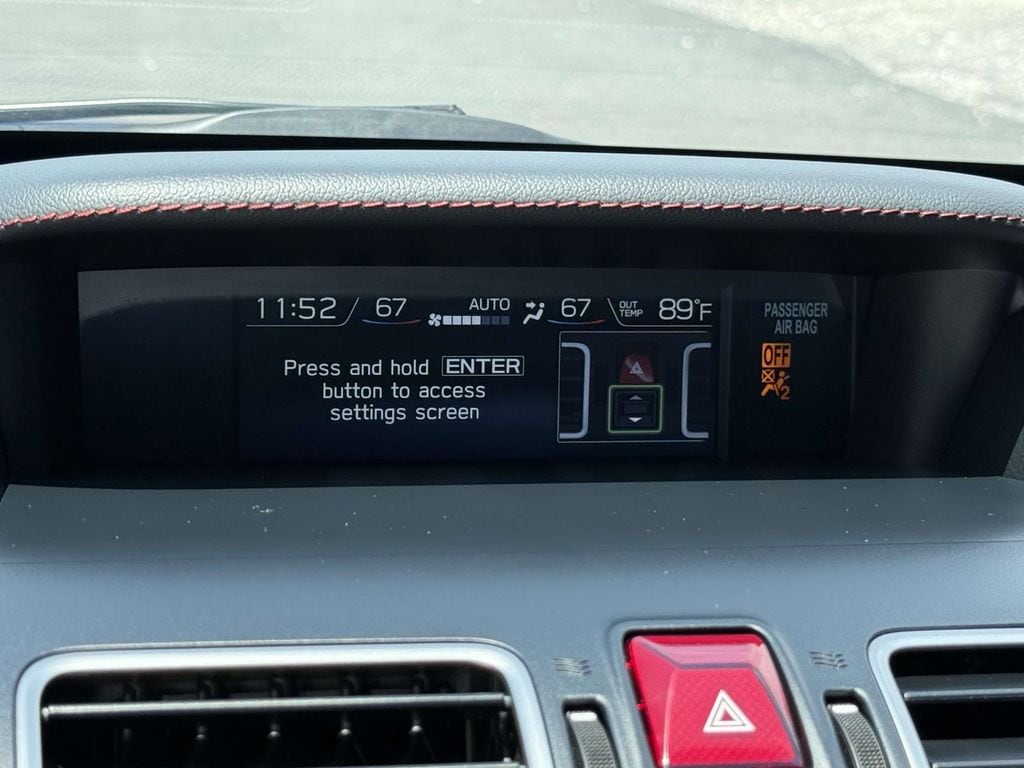 11:52 67 AUTO 67 OUT TEMP 89°F
Press and hold ENTER
button to access
settings screen
PASSENGER
AIR BAG
OFF
2